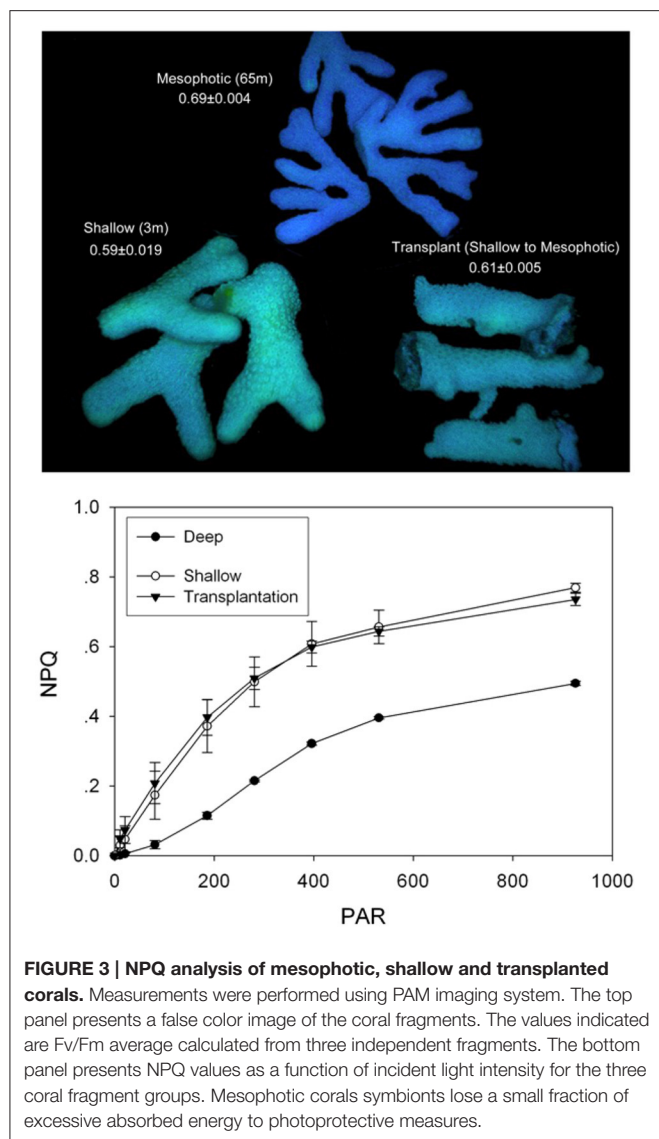 Mesophotic (65m)
0.69±0.004
Shallow (3m)
0.59±0.019
Transplant (Shallow to Mesophotic)
0.61±0.005
1.0
.8
.6
.4
.2
0.0
NPQ
Deep
Shallow
Transplantation
0
200
400
600
800
1000
PAR
FIGURE 3 | NPQ analysis of mesophotic, shallow and transplanted
corals. Measurements were performed using PAM imaging system. The top
panel presents a false color image of the coral fragments. The values indicated
are Fv/Fm average calculated from three independent fragments. The bottom
panel presents NPQ values as a function of incident light intensity for the three
coral fragment groups. Mesophotic corals symbionts lose a small fraction of
excessive absorbed energy to photoprotective measures.